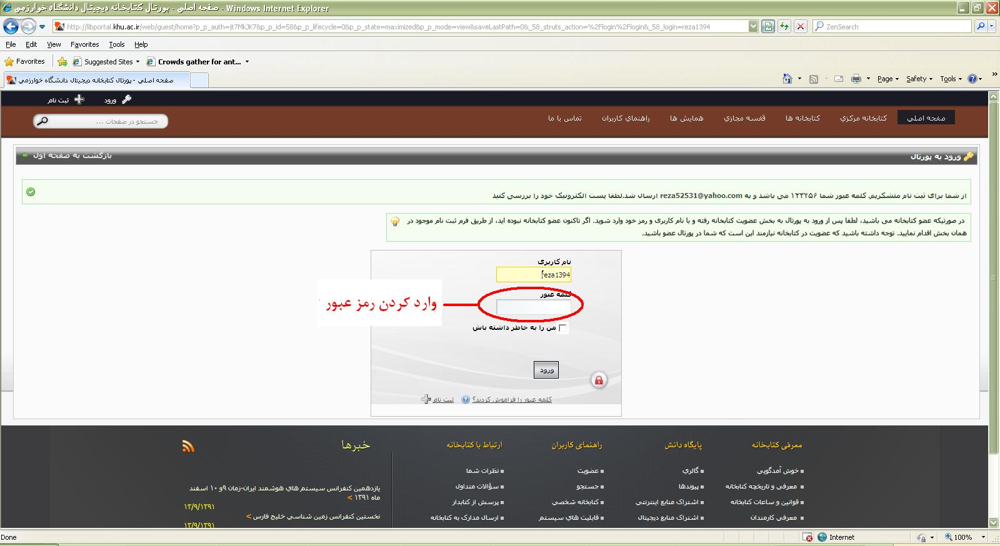 صفحه اصلي - پورتال کتابخانه ديجيتال دانشگاه خوارزمي - Windows Internet Explorer
http://libportal.khu.ac.ir/web/guest/home?p_p_auth=jt7MkJK7&p_p_id=58&p_p_lifecycle=0&p_p_state=maximized&p_p_mode=view&saveLastPath=0&_58_struts_action=%2Flogin%2Flogin&_58_login=reza1394
ZenSearch
File Edit View Favorites Tools Help
Favorites Suggested Sites Crowds gather for ant...
صفحه اصلي - پورتال کتابخانه ديجيتال دانشگاه خوارزمي
Page Safety Tools »
ورود ثبت نام
صفحه اصلي کتابخانه مرکزي کتابخانه ها قفسه مجازي همايش ها راهنماي کاربران تماس با ما
جستجو در صفحات ...
ورود به پورتال
بازگشت به صفحه اول
از شما برای ثبت نام متشکریم. کلمه عبور شما ۱۲۳۴۵۶ می باشد و به reza52531@yahoo.com ارسال شد.لطفا پست الکترونیک خود را بررسی کنید
در صورتیکه عضو کتابخانه می باشید، لطفا پس از ورود به پورتال به بخش عضویت کتابخانه رفته و با نام کاربری و رمز خود وارد شوید. اگر تاکنون عضو کتابخانه نبوده اید، از طریق فرم ثبت نام موجود در
همان بخش اقدام نمایید. توجه داشته باشید که عضویت در کتابخانه نیازمند این است که شما در پورتال عضو باشید.
نام کاربری
reza1394
کلمه عبور
وارد کردن رمز عبور
من را به خاطر داشته باش
ورود
کلمه عبور را فراموش کردید؟ ثبت نام
معرفی کتابخانه
خوش آمدگویی
معرفی و تاریخچه کتابخانه
قوانین و ساعات کتابخانه
معرفی کارمندان
پایگاه دانش
گالري
پیوندها
اشتراک منابع اینترنتی
اشتراک منابع دیجیتال
راهنمای کاربران
عضویت
جستجو
کتابخانه شخصی
قابليت هاي سيستم
ارتباط با کتابخانه
نظرات شما
سؤالات متداول
پرسش از کتابدار
ارسال مدارک به کتابخانه
خبرها
یازدهمین کنفرانس سیستم های هوشمند ایران-زمان ۹و ۱۰ اسفند
ماه ۱۳۹۱ >
۱۳/۹/۱۳۹۱
نخستین کنفرانس زمین شناسی خلیج فارس >
۱۳/۹/۱۳۹۱
Done
Internet
100%